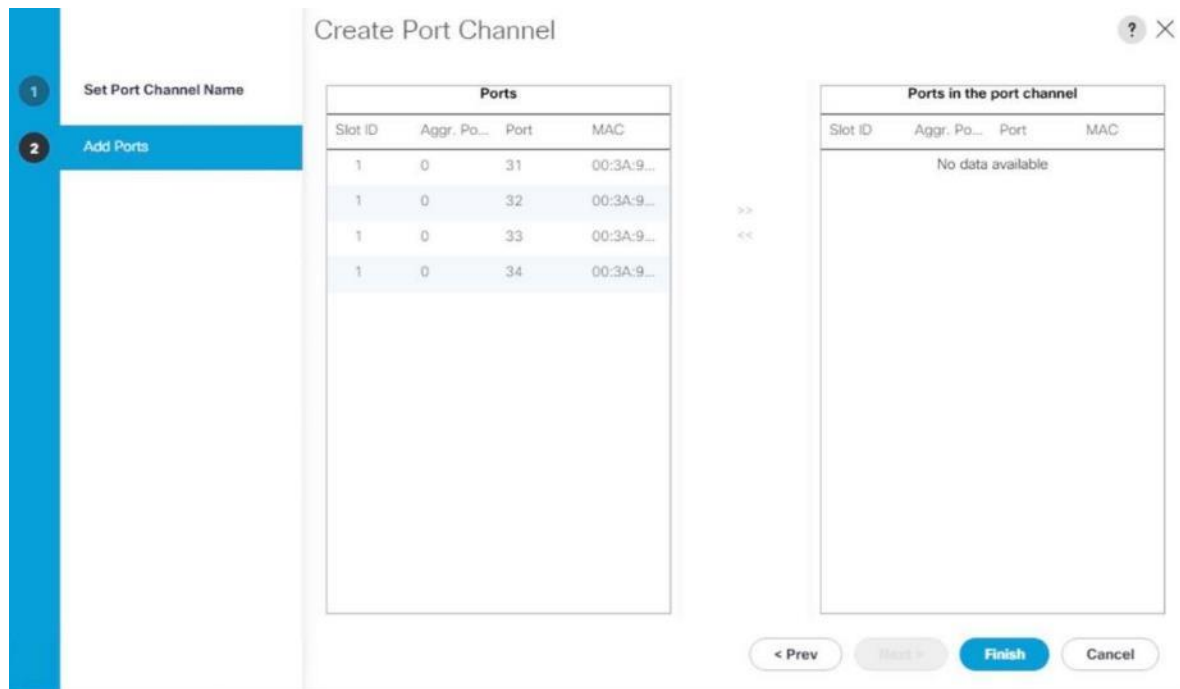 Create Port Channel
?
1 Set Port Channel Name
2 Add Ports
Ports
Slot ID Aggr. Po... Port MAC
1 0 31 00:3A:9...
1 0 32 00:3A:9...
1 0 33 00:3A:9...
1 0 34 00:3A:9...
>>
<<
Ports in the port channel
Slot ID Aggr. Po... Port MAC
No data available
< Prev Next > Finish Cancel